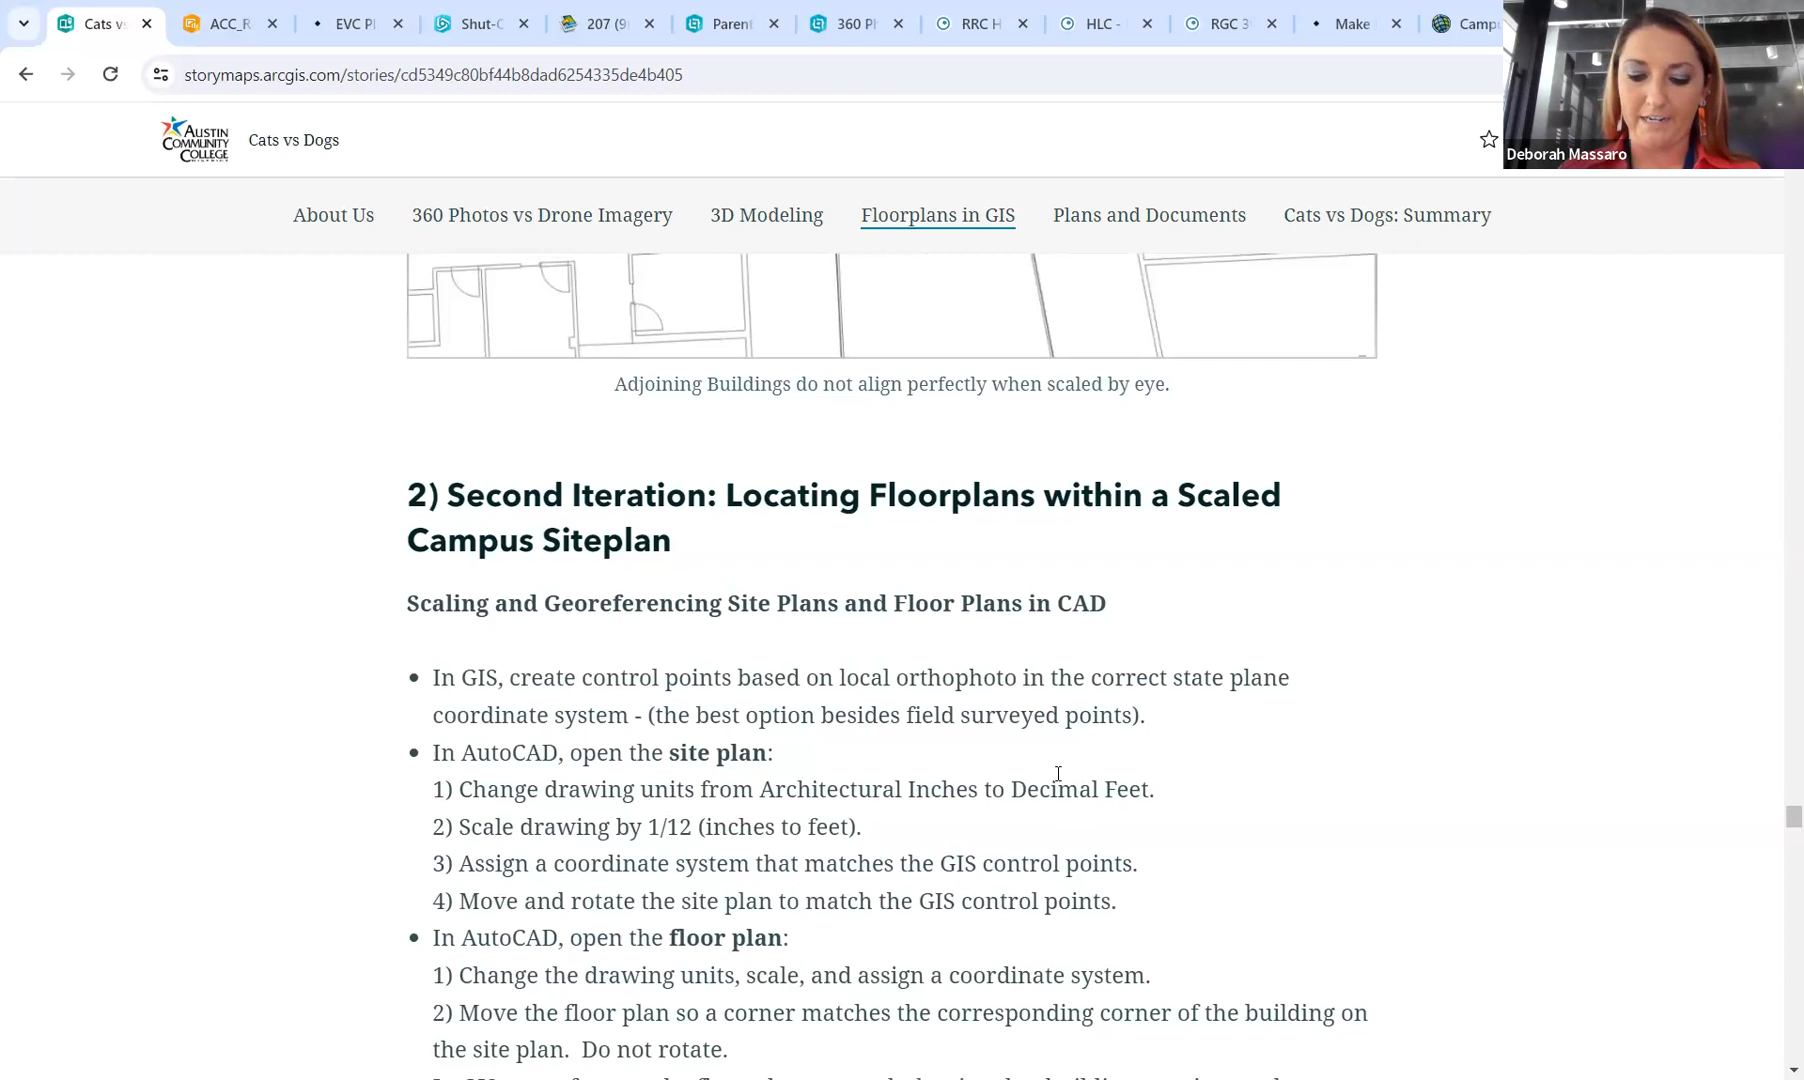 Cats vs
ACC_R
EVC Pl
Shut-C
207 (9
Parent
360 Ph
RRC H
HLC -
RGC 3
Make
Camp
storymaps.arcgis.com/stories/cd5349c80bf44b8dad6254335de4b405
AUSTIN
COMMUNITY
COLLEGE
Cats vs Dogs
Deborah Massaro
About Us
360 Photos vs Drone Imagery
3D Modeling
Floorplans in GIS
Plans and Documents
Cats vs Dogs: Summary
Adjoining Buildings do not align perfectly when scaled by eye.
2) Second Iteration: Locating Floorplans within a Scaled
Campus Siteplan
Scaling and Georeferencing Site Plans and Floor Plans in CAD
• In GIS, create control points based on local orthophoto in the correct state plane
coordinate system - (the best option besides field surveyed points).
• In AutoCAD, open the site plan:
1) Change drawing units from Architectural Inches to Decimal Feet.
2) Scale drawing by 1/12 (inches to feet).
3) Assign a coordinate system that matches the GIS control points.
4) Move and rotate the site plan to match the GIS control points.
• In AutoCAD, open the floor plan:
1) Change the drawing units, scale, and assign a coordinate system.
2) Move the floor plan so a corner matches the corresponding corner of the building on
the site plan.  Do not rotate.